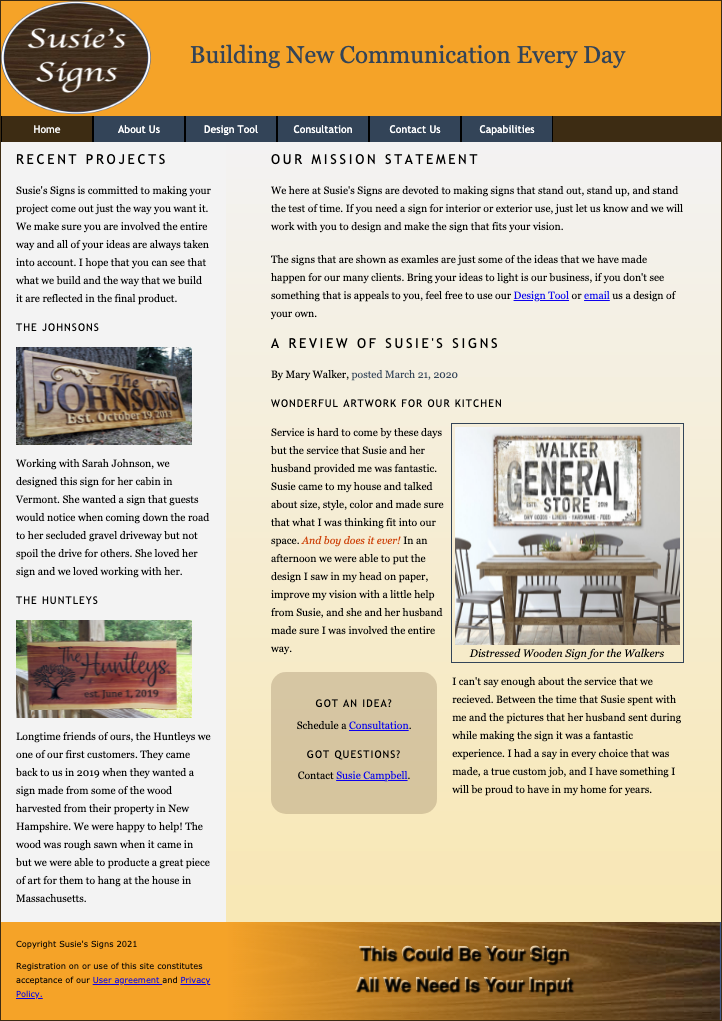 Susie's
Signs
Building New Communication Every Day
Home
About Us
Design Tool
Consultation
Contact Us
Capabilities
RECENT PROJECTS
Susie's Signs is committed to making your
project come out just the way you want it.
We make sure you are involved the entire
way and all of your ideas are always taken
into account. I hope that you can see that
what we build and the way that we build
it are reflected in the final product.
THE JOHNSONS
The
JOHNSONS
Est. October 19 2013
Working with Sarah Johnson, we
designed this sign for her cabin in
Vermont. She wanted a sign that guests
would notice when coming down the road
to her secluded gravel driveway but not
spoil the drive for others. She loved her
sign and we loved working with her.
THE HUNTLEYS
The Huntleys
est. June 1, 2019
Longtime friends of ours, the Huntleys we
one of our first customers. They came
back to us in 2019 when they wanted a
sign made from some of the wood
harvested from their property in New
Hampshire. We were happy to help! The
wood was rough sawn when it came in
but we were able to producte a great piece
of art for them to hang at the house in
Massachusetts.
OUR MISSION STATEMENT
We here at Susie's Signs are devoted to making signs that stand out, stand up, and stand
the test of time. If you need a sign for interior or exterior use, just let us know and we will
work with you to design and make the sign that fits your vision.
The signs that are shown as examles are just some of the ideas that we have made
happen for our many clients. Bring your ideas to light is our business, if you don't see
something that is appeals to you, feel free to use our Design Tool or email us a design of
your own.
A REVIEW OF SUSIE'S SIGNS
By Mary Walker, posted March 21, 2020
WONDERFUL ARTWORK FOR OUR KITCHEN
Service is hard to come by these days
but the service that Susie and her
husband provided me was fantastic.
Susie came to my house and talked
about size, style, color and made sure
that what I was thinking fit into our
space. And boy does it ever! In an
afternoon we were able to put the
design I saw in my head on paper,
improve my vision with a little help
from Susie, and she and her husband
made sure I was involved the entire
way.
WALKER
GENERAL
STORE
Distressed Wooden Sign for the Walkers
I can't say enough about the service that we
recieved. Between the time that Susie spent with
me and the pictures that her husband sent during
while making the sign it was a fantastic
experience. I had a say in every choice that was
made, a true custom job, and I have something I
will be proud to have in my home for years.
GOT AN IDEA?
Schedule a Consultation.
GOT QUESTIONS?
Contact Susie Campbell.
Copyright Susie's Signs 2021
Registration on or use of this site constitutes
acceptance of our User agreement and Privacy
Policy.
This Could Be Your Sign
All We Need Is Your Input